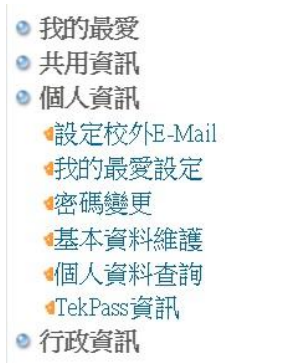 我的最愛
共用資訊
個人資訊
設定校外E-Mail
我的最愛設定
密碼變更
基本資料維護
個人資料查詢
TekPass資訊
行政資訊